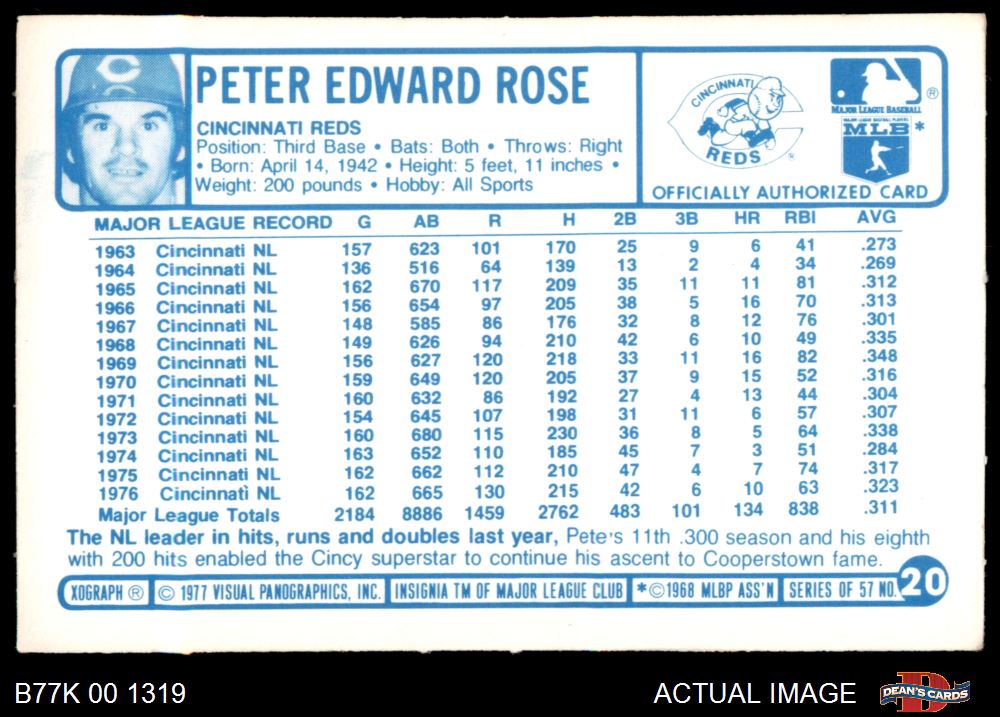 PETER EDWARD ROSE
CINCINNATI REDS
Position: Third Base • Bats: Both • Throws: Right
• Born: April 14, 1942 • Height: 5 feet, 11 inches •
Weight: 200 pounds • Hobby: All Sports
CINCINNATI
REDS
®
MAJOR LEAGUE BASEBALL
®
MAJOR LEAGUE BASEBALL PLAYERS
MLB *
OFFICIALLY AUTHORIZED CARD
MAJOR LEAGUE RECORD G AB R H 2B 3B HR RBI AVG
1963 Cincinnati NL 157 623 101 170 25 9 6 41 .273
1964 Cincinnati NL 136 516 64 139 13 2 4 34 .269
1965 Cincinnati NL 162 670 117 209 35 11 11 81 .312
1966 Cincinnati NL 156 654 97 205 38 5 16 70 .313
1967 Cincinnati NL 148 585 86 176 32 8 12 76 .301
1968 Cincinnati NL 149 626 94 210 42 6 10 49 .335
1969 Cincinnati NL 156 627 120 218 33 11 16 82 .348
1970 Cincinnati NL 159 649 120 205 37 9 15 52 .316
1971 Cincinnati NL 160 632 86 192 27 4 13 44 .304
1972 Cincinnati NL 154 645 107 198 31 11 6 57 .307
1973 Cincinnati NL 160 680 115 230 36 8 5 64 .338
1974 Cincinnati NL 163 652 110 185 45 7 3 51 .284
1975 Cincinnati NL 162 662 112 210 47 4 7 74 .317
1976 Cincinnati NL 162 665 130 215 42 6 10 63 .323
Major League Totals 2184 8886 1459 2762 483 101 134 838 .311
The NL leader in hits, runs and doubles last year, Pete's 11th .300 season and his eighth
with 200 hits enabled the Cincy superstar to continue his ascent to Cooperstown fame.
XOGRAPH ® © 1977 VISUAL PANOGRAPHICS, INC. INSIGNIA TM OF MAJOR LEAGUE CLUB *©1968 MLBP ASS'N SERIES OF 57 NO. 20
B77K 00 1319 ACTUAL IMAGE DEAN'S CARDS